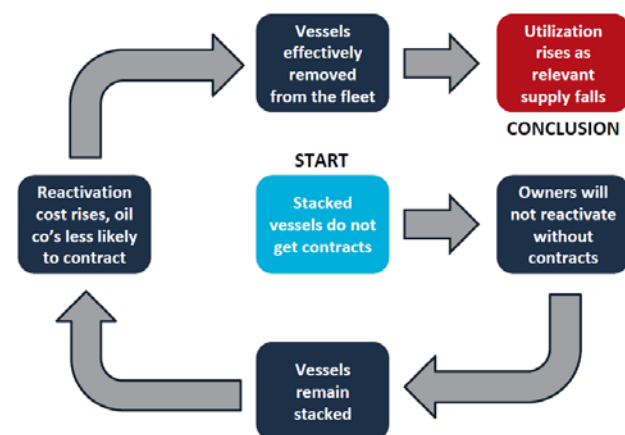 Vessels
effectively
removed
from the fleet
Utilization
rises as
relevant
supply falls
CONCLUSION
START
Stacked
vessels do not
get contracts
Owners will
not reactivate
without
contracts
Vessels
remain
stacked
Reactivation
cost rises, oil
co's less likely
to contract